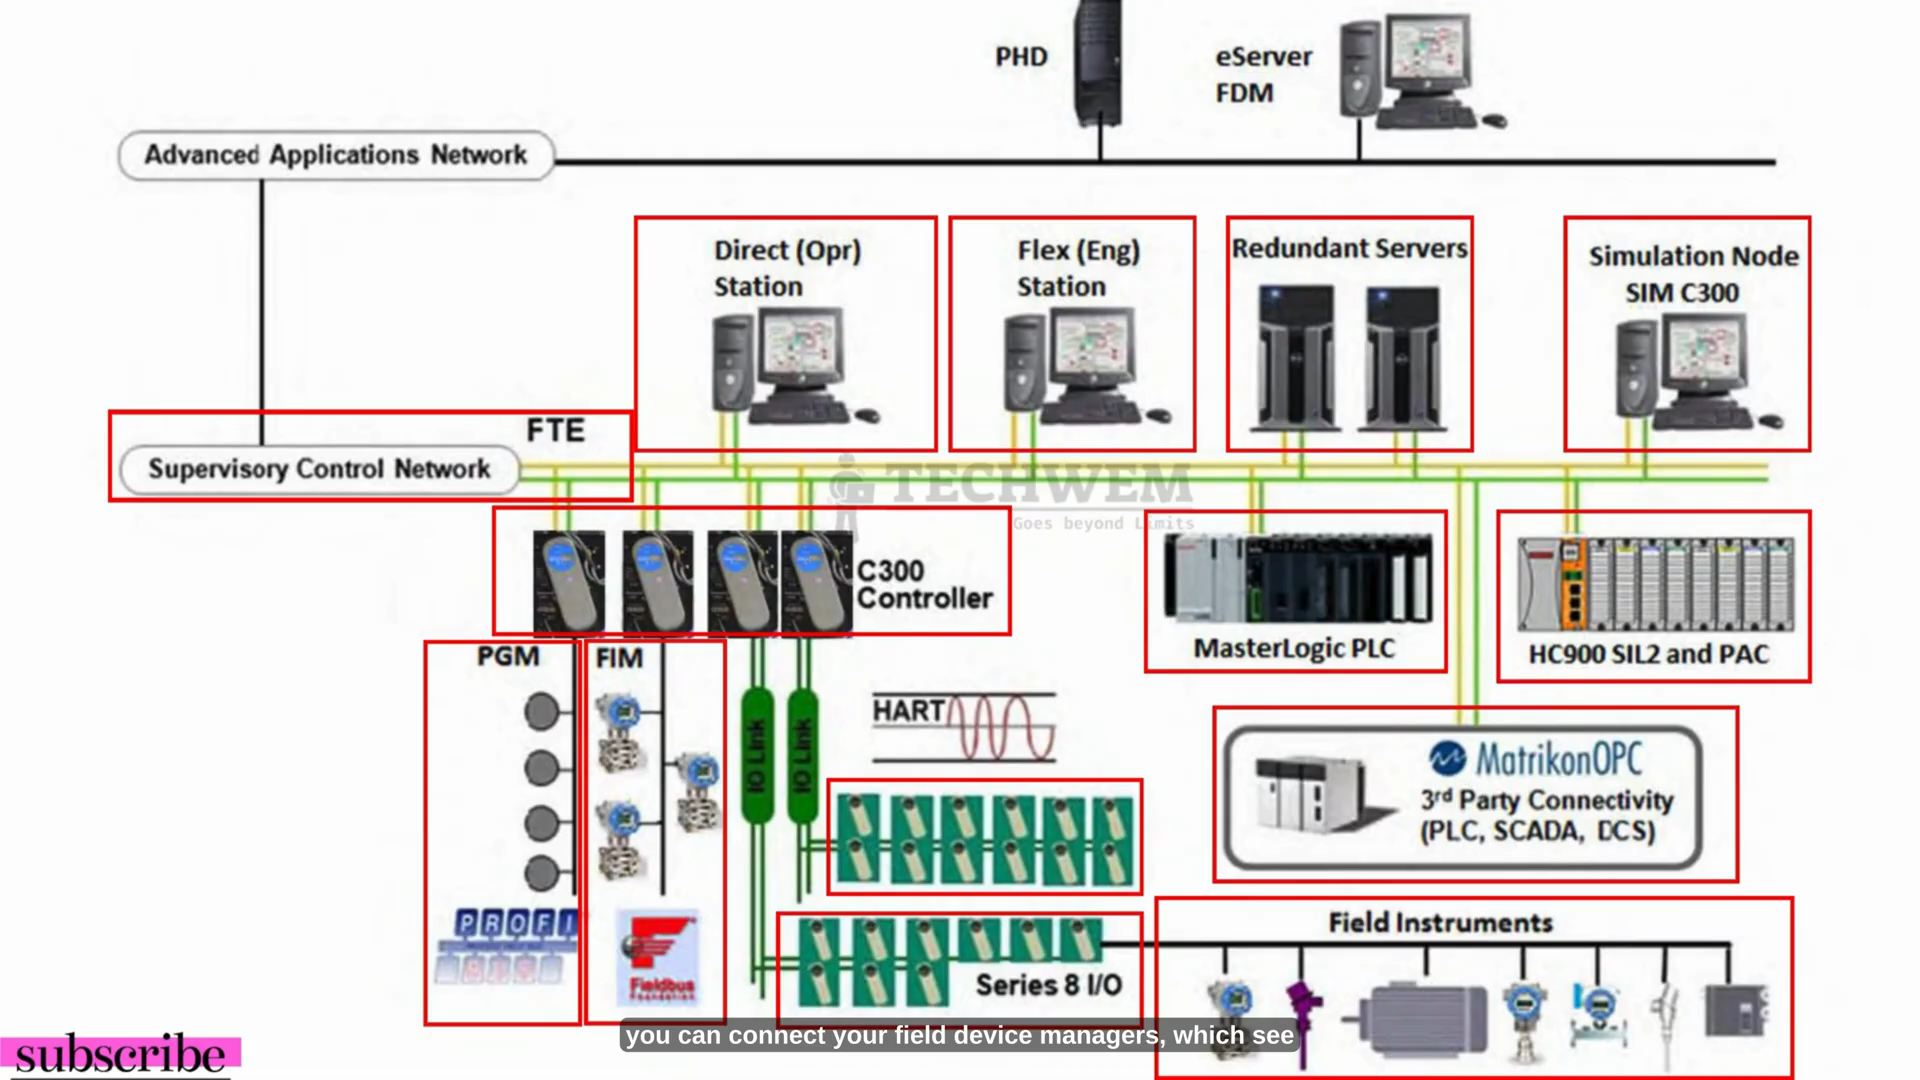 PHD
eServer
FDM
Advanced Applications Network
Direct (Opr)
Station
Flex (Eng)
Station
Redundant Servers
Simulation Node
SIM C300
FTE
Supervisory Control Network
TECHWEM
Goes beyond Limits
C300
Controller
MasterLogic PLC
HC900 SIL2 and PAC
PGM
FIM
IO Link
IO Link
HART
MatrikonOPC
3rd Party Connectivity
(PLC, SCADA, DCS)
PROFI
Fieldbus
Foundation
Series 8 I/O
Field Instruments
you can connect your field device managers, which see
subscribe